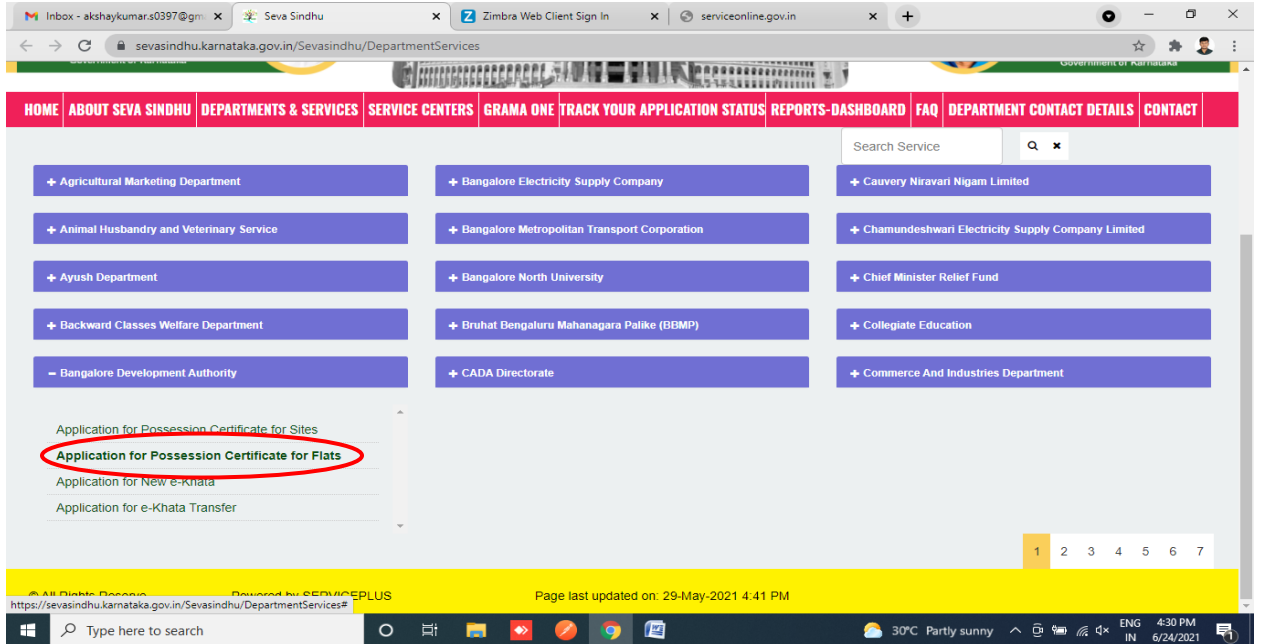 Inbox - akshaykumar.s0397@gm
Seva Sindhu
Zimbra Web Client Sign In
serviceonline.gov.in
sevasindhu.karnataka.gov.in/Sevasindhu/DepartmentServices
Government of Karnataka
Government of Karnataka
HOME ABOUT SEVA SINDHU DEPARTMENTS & SERVICES SERVICE CENTERS GRAMA ONE TRACK YOUR APPLICATION STATUS REPORTS-DASHBOARD FAQ DEPARTMENT CONTACT DETAILS CONTACT
Search Service
+ Agricultural Marketing Department
+ Bangalore Electricity Supply Company
+ Cauvery Niravari Nigam Limited
+ Animal Husbandry and Veterinary Service
+ Bangalore Metropolitan Transport Corporation
+ Chamundeshwari Electricity Supply Company Limited
+ Ayush Department
+ Bangalore North University
+ Chief Minister Relief Fund
+ Backward Classes Welfare Department
+ Bruhat Bengaluru Mahanagara Palike (BBMP)
+ Collegiate Education
− Bangalore Development Authority
+ CADA Directorate
+ Commerce And Industries Department
Application for Possession Certificate for Sites
Application for Possession Certificate for Flats
Application for New e-Khata
Application for e-Khata Transfer
1 2 3 4 5 6 7
© All Rights Reserve Powered by SERVICEPLUS Page last updated on: 29-May-2021 4:41 PM
https://sevasindhu.karnataka.gov.in/Sevasindhu/DepartmentServices#
Type here to search
30°C Partly sunny
ENG
IN
4:30 PM
6/24/2021
1